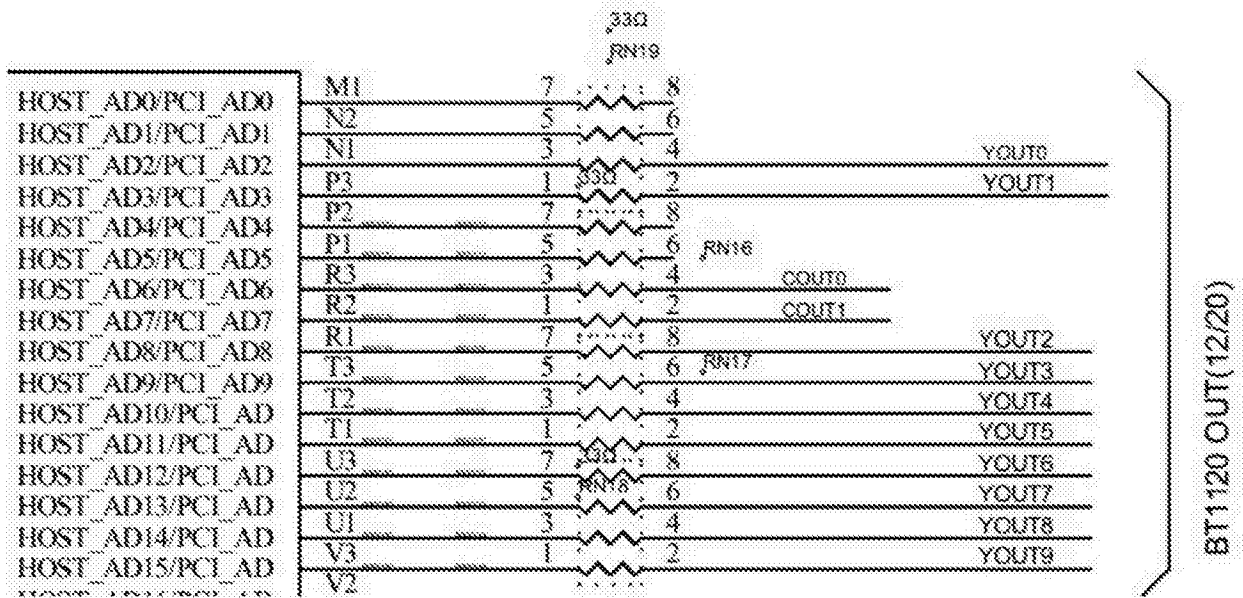 33Ω
RN19
HOST_AD0/PCI_AD0 M1 7 8
HOST_AD1/PCI_AD1 N2 5 6
HOST_AD2/PCI_AD2 N1 3 4 YOUT0
HOST_AD3/PCI_AD3 P3 1 33Ω 2 YOUT1
HOST_AD4/PCI_AD4 P2 7 8
HOST_AD5/PCI_AD5 P1 5 6 RN16
HOST_AD6/PCI_AD6 R3 3 4 COUT0
HOST_AD7/PCI_AD7 R2 1 2 COUT1
HOST_AD8/PCI_AD8 R1 7 8 YOUT2
HOST_AD9/PCI_AD9 T3 5 6 RN17 YOUT3
HOST_AD10/PCI_AD T2 3 4 YOUT4
HOST_AD11/PCI_AD T1 1 2 YOUT5
HOST_AD12/PCI_AD U3 7 33Ω 8 YOUT6
HOST_AD13/PCI_AD U2 5 RN18 6 YOUT7
HOST_AD14/PCI_AD U1 3 4 YOUT8
HOST_AD15/PCI_AD V3 1 2 YOUT9
V2
BT1120 OUT(12/20)